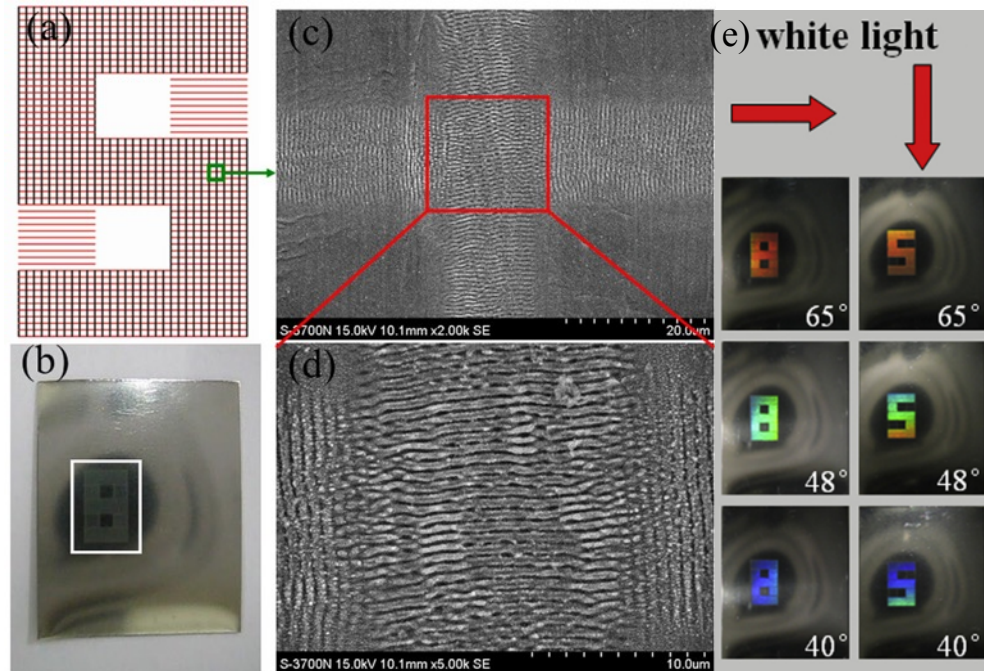 (a)
(b)
(c)
S-3700N 15.0kV 10.1mm x2.00k SE
20.0um
(d)
S-3700N 15.0kV 10.1mm x5.00k SE
10.0um
(e) white light
65°
65°
48°
48°
40°
40°